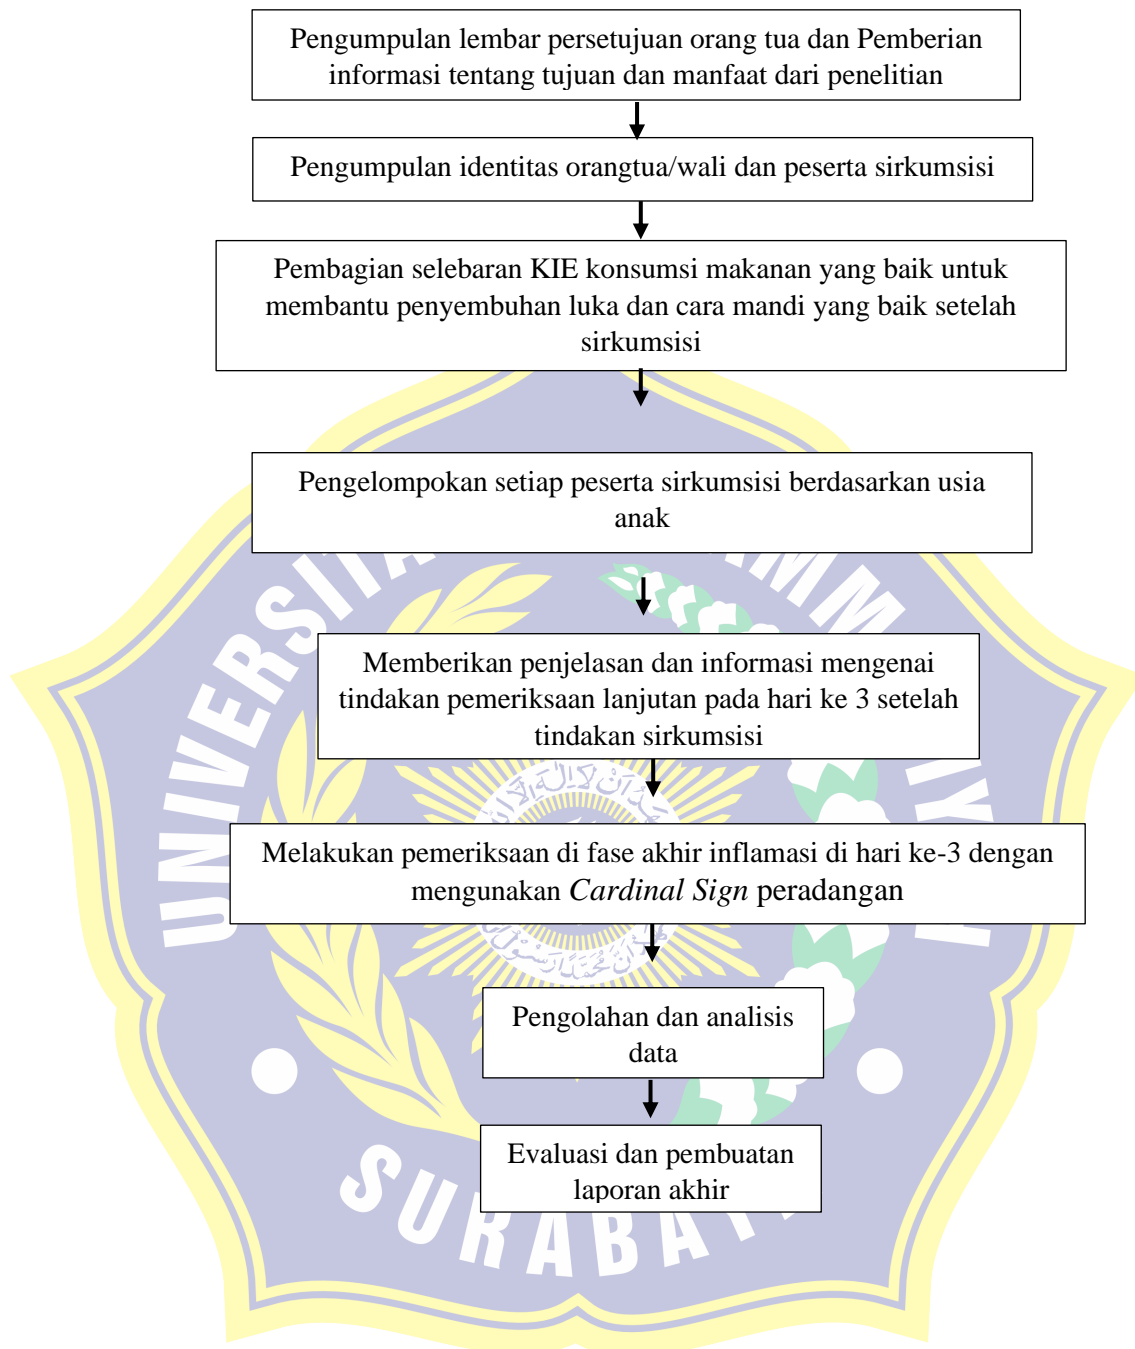 Pengumpulan lembar persetujuan orang tua dan Pemberian
informasi tentang tujuan dan manfaat dari penelitian
Pengumpulan identitas orangtua/wali dan peserta sirkumsisi
Pembagian selebaran KIE konsumsi makanan yang baik untuk
membantu penyembuhan luka dan cara mandi yang baik setelah
sirkumsisi
Pengelompokan setiap peserta sirkumsisi berdasarkan usia
anak
Memberikan penjelasan dan informasi mengenai
tindakan pemeriksaan lanjutan pada hari ke 3 setelah
tindakan sirkumsisi
Melakukan pemeriksaan di fase akhir inflamasi di hari ke-3 dengan
mengunakan Cardinal Sign peradangan
Pengolahan dan analisis
data
Evaluasi dan pembuatan
laporan akhir